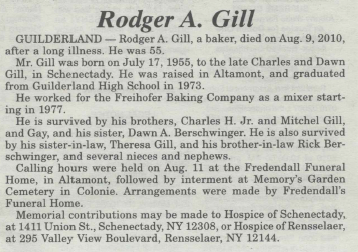 Rodger A. Gill
GUILDERLAND — Rodger A. Gill, a baker, died on Aug. 9, 2010,
after a long illness. He was 55.
Mr. Gill was born on July 17, 1955, to the late Charles and Dawn
Gill, in Schenectady. He was raised in Altamont, and graduated
from Guilderland High School in 1973.
He worked for the Freihofer Baking Company as a mixer start-
ing in 1977.
He is survived by his brothers, Charles H. Jr. and Mitchel Gill,
and Gay, and his sister, Dawn A. Berschwinger. He is also survived
by his sister-in-law, Theresa Gill, and his brother-in-law Rick Ber-
schwinger, and several nieces and nephews.
Calling hours were held on Aug. 11 at the Fredendall Funeral
Home, in Altamont, followed by interment at Memory's Garden
Cemetery in Colonie. Arrangements were made by Fredendall's
Funeral Home.
Memorial contributions may be made to Hospice of Schenectady,
at 1411 Union St., Schenectady, NY 12308, or Hospice of Rensselaer,
at 295 Valley View Boulevard, Rensselaer, NY 12144.